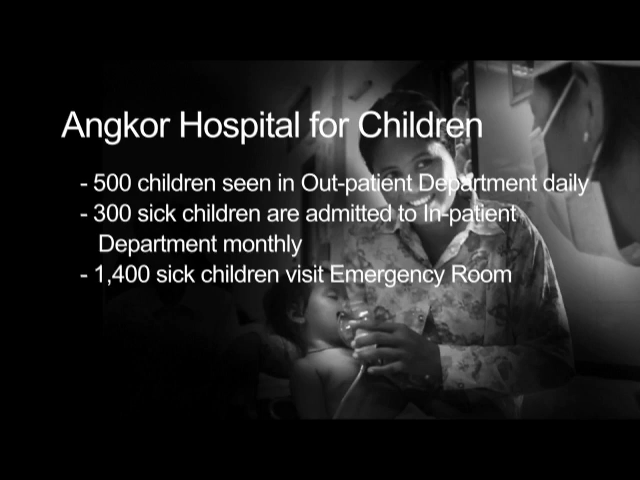 Angkor Hospital for Children
- 500 children seen in Out-patient Department daily
- 300 sick children are admitted to In-patient
Department monthly
- 1,400 sick children visit Emergency Room